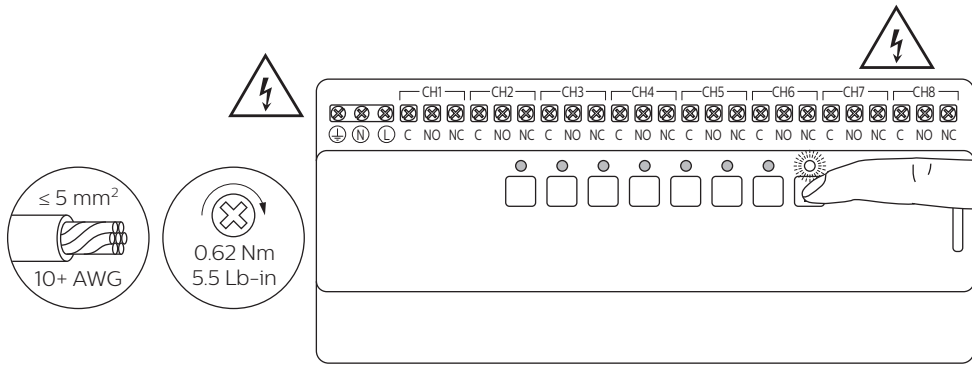 CH1 CH2 CH3 CH4 CH5 CH6 CH7 CH8
N L C NO NC C NO NC C NO NC C NO NC C NO NC C NO NC C NO NC C NO NC
≤ 5 mm²
10+ AWG
0.62 Nm
5.5 Lb-in